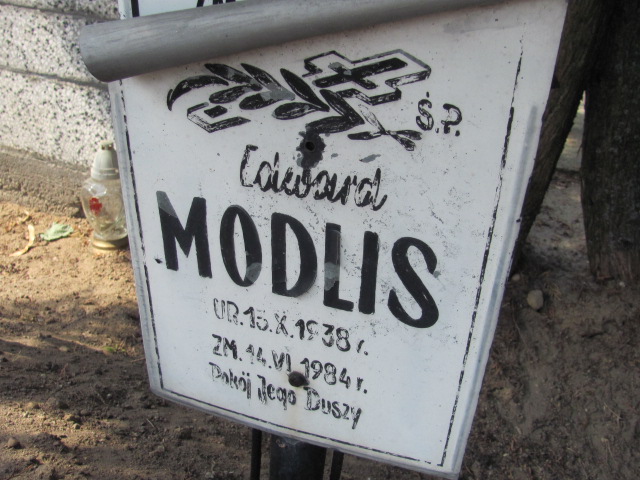 Ś.P.
Edward
MODLIS
UR. 15.X.1938 r.
ZM. 14.VI 1984 r.
Pokój Jego Duszy